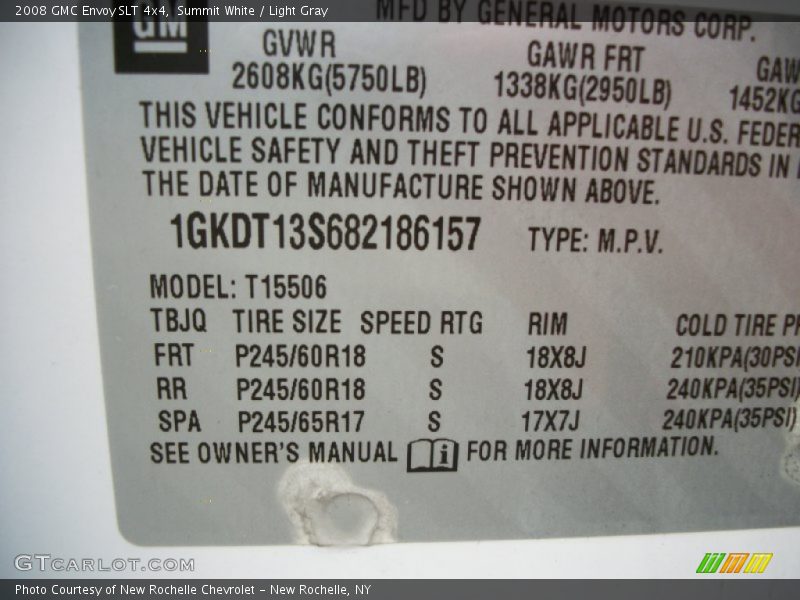 2008 GMC Envoy SLT 4x4, Summit White / Light Gray
GM
MFD BY GENERAL MOTORS CORP.
GVWR GAWR FRT GAW
2608KG(5750LB) 1338KG(2950LB) 1452KG
THIS VEHICLE CONFORMS TO ALL APPLICABLE U.S. FEDER
VEHICLE SAFETY AND THEFT PREVENTION STANDARDS IN
THE DATE OF MANUFACTURE SHOWN ABOVE.
1GKDT13S682186157 TYPE: M.P.V.
MODEL: T15506
TBJQ TIRE SIZE SPEED RTG RIM COLD TIRE PR
FRT P245/60R18 S 18X8J 210KPA(30PSI
RR P245/60R18 S 18X8J 240KPA(35PSI)
SPA P245/65R17 S 17X7J 240KPA(35PSI)
SEE OWNER'S MANUAL i FOR MORE INFORMATION.
GTCARLOT.COM
Photo Courtesy of New Rochelle Chevrolet – New Rochelle, NY